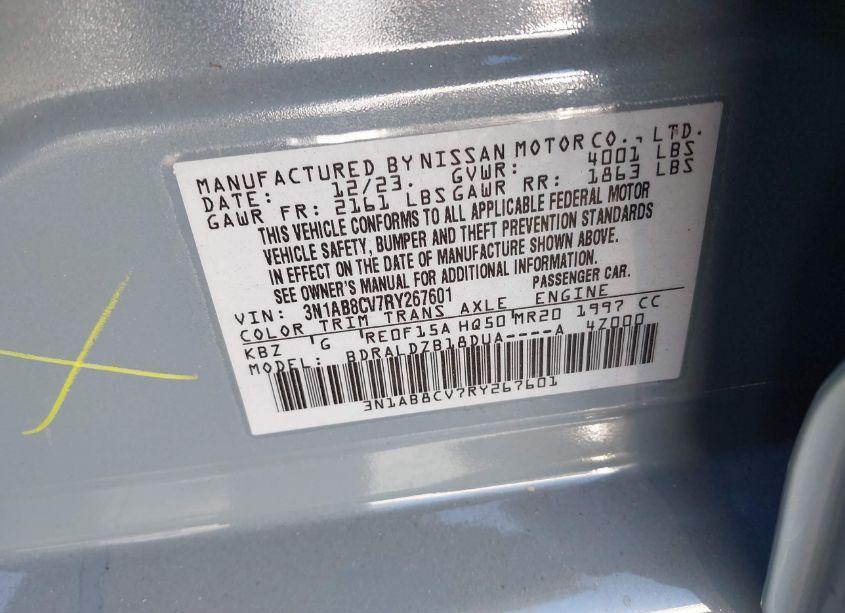 MANUFACTURED BY NISSAN MOTOR CO., LTD.
DATE: 12/23. GVWR: 4001 LBS
GAWR FR: 2161 LBS GAWR RR: 1863 LBS
THIS VEHICLE CONFORMS TO ALL APPLICABLE FEDERAL MOTOR
VEHICLE SAFETY, BUMPER AND THEFT PREVENTION STANDARDS
IN EFFECT ON THE DATE OF MANUFACTURE SHOWN ABOVE.
SEE OWNER'S MANUAL FOR ADDITIONAL INFORMATION.
VIN: 3N1AB8CV7RY267601 PASSENGER CAR.
COLOR TRIM TRANS AXLE ENGINE
KBZ G RE0F15A HQ50 MR20 1997 CC
MODEL: BDRALDZB18DUA----A 47000
3N1AB8CV7RY267601